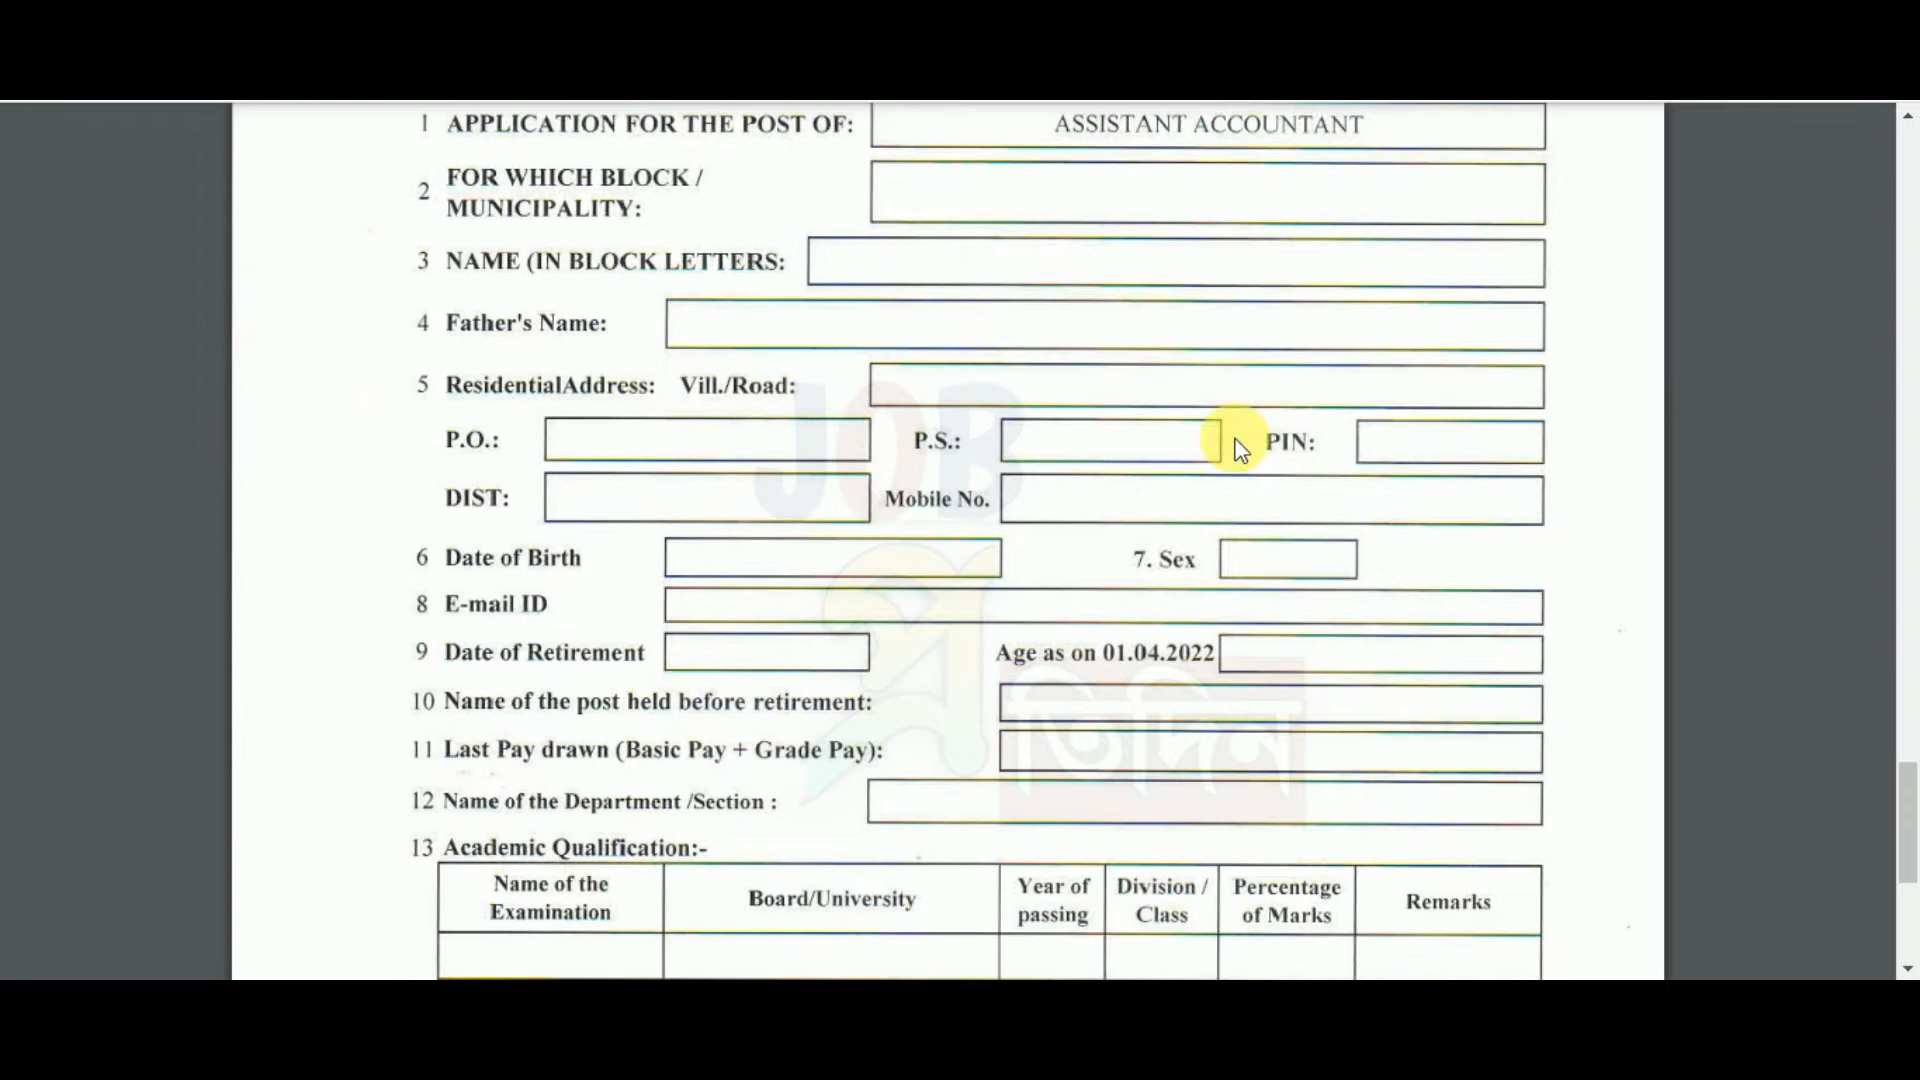 1 APPLICATION FOR THE POST OF: ASSISTANT ACCOUNTANT
2 FOR WHICH BLOCK /
MUNICIPALITY:
3 NAME (IN BLOCK LETTERS:
4 Father's Name:
5 ResidentialAddress: Vill./Road:
P.O.: P.S.: PIN:
DIST: Mobile No.
6 Date of Birth 7. Sex
8 E-mail ID
9 Date of Retirement Age as on 01.04.2022
10 Name of the post held before retirement:
11 Last Pay drawn (Basic Pay + Grade Pay):
12 Name of the Department /Section :
13 Academic Qualification:-
Name of the Examination Board/University Year of passing Division / Class Percentage of Marks Remarks
JOB
প্র
তিদিন